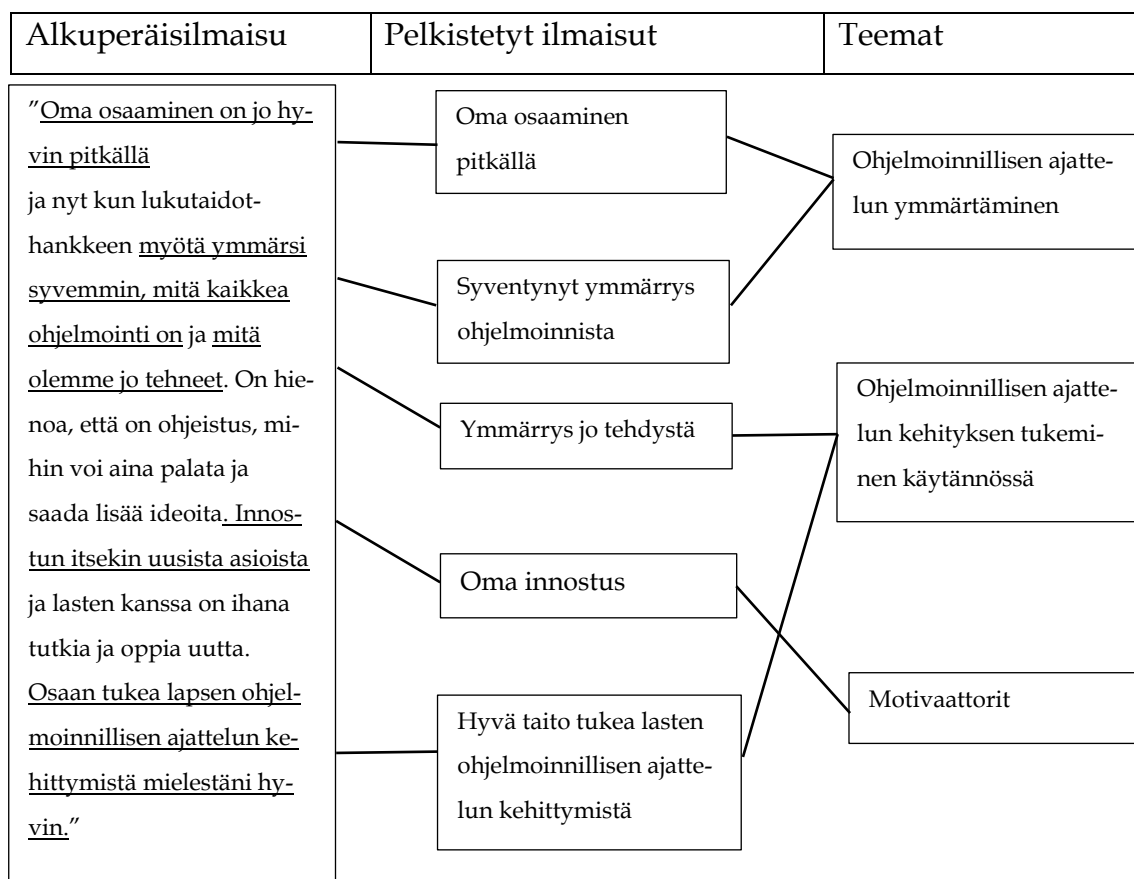 Alkuperäisilmaisu
Pelkistetyt ilmaisut
Teemat
”Oma osaaminen on jo hy-
vin pitkällä
ja nyt kun lukutaidot-
hankkeen myötä ymmärsi
syvemmin, mitä kaikkea
ohjelmointi on ja mitä
olemme jo tehneet. On hie-
noa, että on ohjeistus, mi-
hin voi aina palata ja
saada lisää ideoita. Innos-
tun itsekin uusista asioista
ja lasten kanssa on ihana
tutkia ja oppia uutta.
Osaan tukea lapsen ohjel-
moinnillisen ajattelun ke-
hittymistä mielestäni hy-
vin.”
Oma osaaminen
pitkällä
Syventynyt ymmärrys
ohjelmoinnista
Ymmärrys jo tehdystä
Oma innostus
Hyvä taito tukea lasten
ohjelmoinnillisen ajatte-
lun kehittymistä
Ohjelmoinnillisen ajatte-
lun ymmärtäminen
Ohjelmoinnillisen ajatte-
lun kehityksen tukemi-
nen käytännössä
Motivaattorit